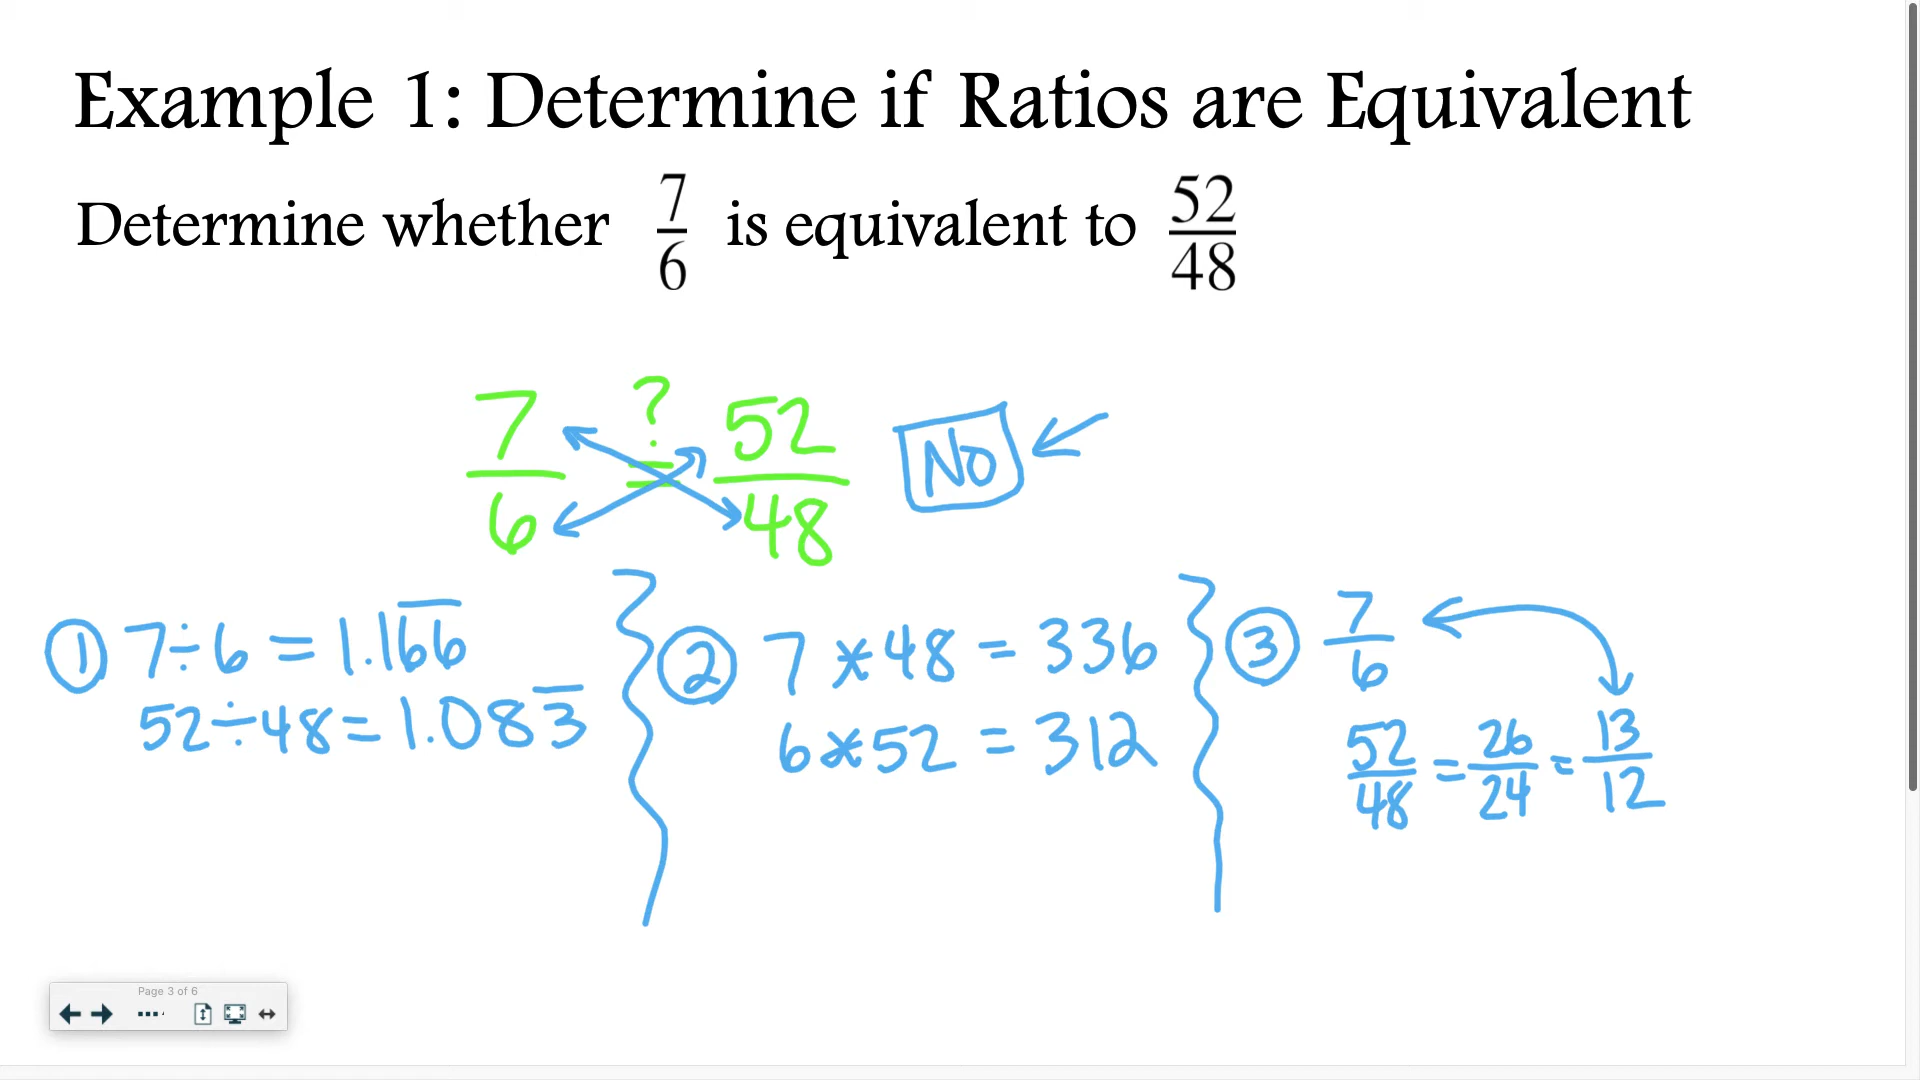 Example 1: Determine if Ratios are Equivalent
Determine whether 7/6 is equivalent to 52/48
7/6 ?= 52/48 No
① 7÷6 = 1.16̅6̅
52÷48 = 1.083̅
② 7 * 48 = 336
6 * 52 = 312
③ 7/6
52/48 = 26/24 = 13/12
Page 3 of 6